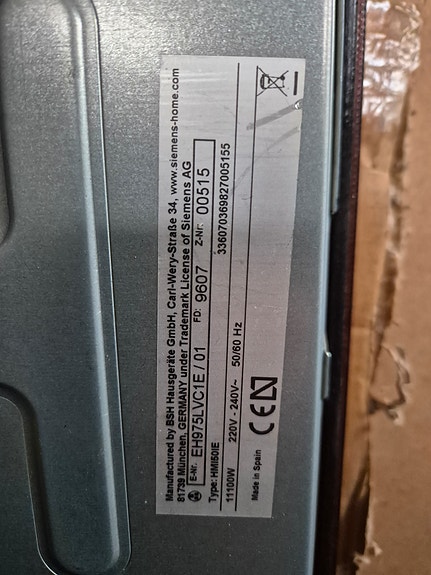 Manufactured by BSH Hausgeräte GmbH, Carl-Wery-Straße 34, www.siemens-home.com
81739 München, GERMANY under Trademark License of Siemens AG
E-Nr. EH975LVC1E / 01 FD: 9607 Z-Nr: 00515
Type: HMI50IE 336070369827005155
11100W 220V - 240V~ 50/60 Hz
Made in Spain CE